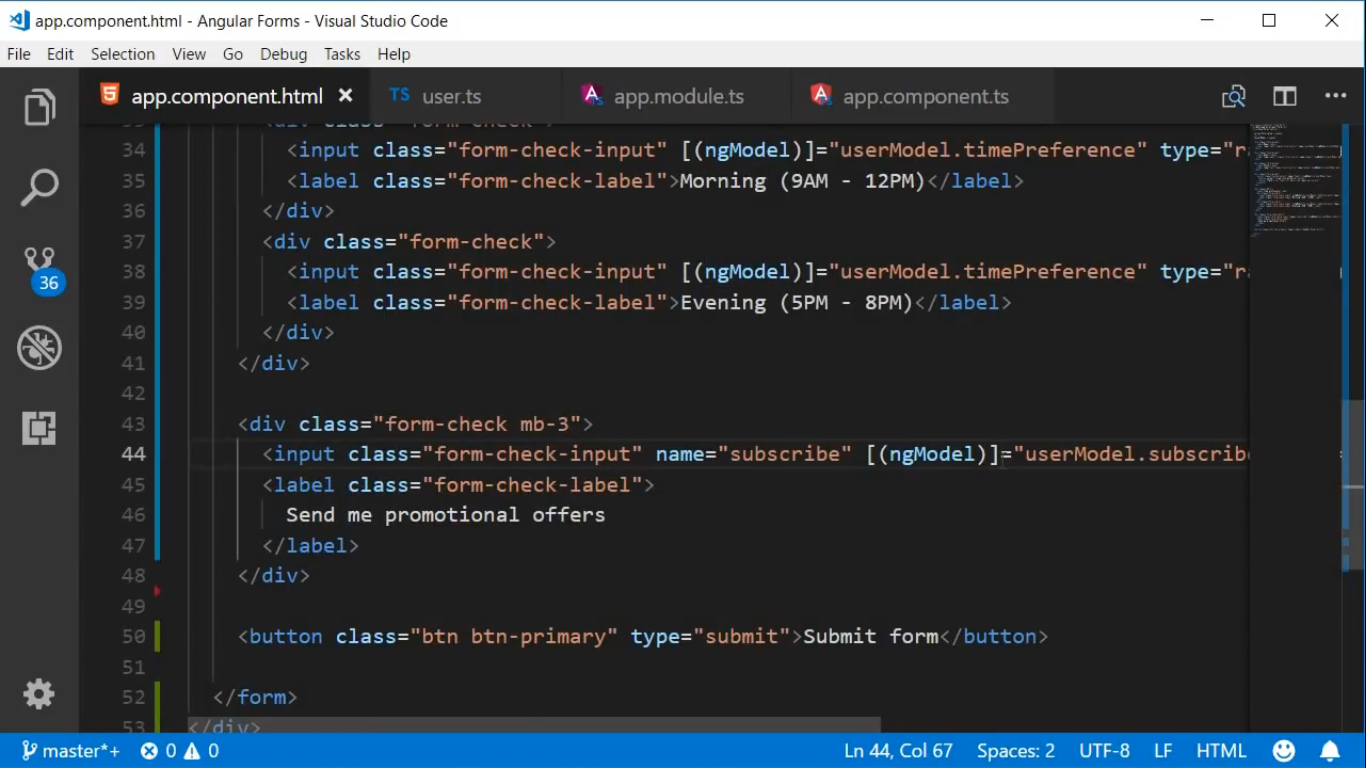 app.component.html - Angular Forms - Visual Studio Code
File Edit Selection View Go Debug Tasks Help
app.component.html TS user.ts app.module.ts app.component.ts
34 <input class="form-check-input" [(ngModel)]="userModel.timePreference" type="ra
35 <label class="form-check-label">Morning (9AM - 12PM)</label>
36 </div>
37 <div class="form-check">
38 <input class="form-check-input" [(ngModel)]="userModel.timePreference" type="ra
39 <label class="form-check-label">Evening (5PM - 8PM)</label>
40 </div>
41 </div>
42
43 <div class="form-check mb-3">
44 <input class="form-check-input" name="subscribe" [(ngModel)]="userModel.subscribe
45 <label class="form-check-label">
46 Send me promotional offers
47 </label>
48 </div>
49
50 <button class="btn btn-primary" type="submit">Submit form</button>
51
52 </form>
53 </div>
36
master*+ 0 0 Ln 44, Col 67 Spaces: 2 UTF-8 LF HTML